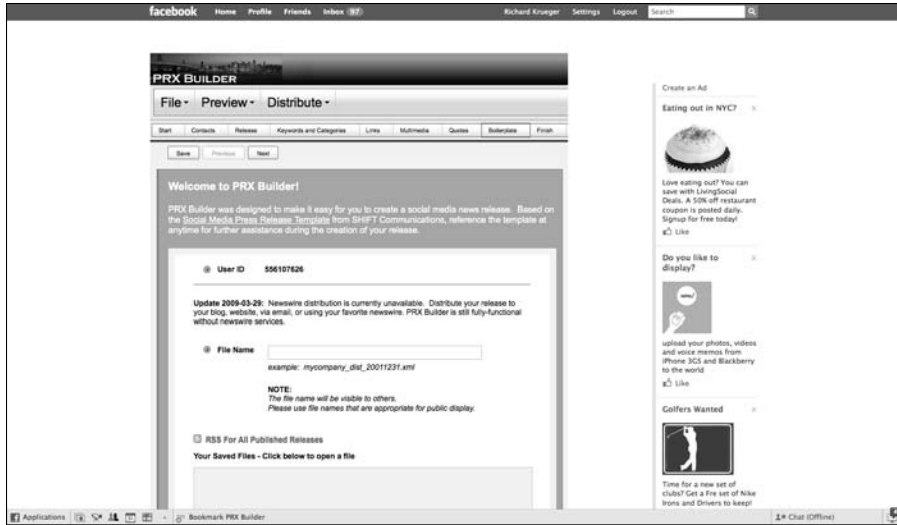 facebook Home Profile Friends Inbox 97 Richard Krueger Settings Logout Search
PRX BUILDER
File Preview Distribute
Start Contacts Release Keywords and Categories Links Multimedia Quotes Boilerplate Finish
Save Previous Next
Welcome to PRX Builder!
PRX Builder was designed to make it easy for you to create a social media news release. Based on
the Social Media Press Release Template from SHIFT Communications, reference the template at
anytime for further assistance during the creation of your release.
User ID 556107626
Update 2009-03-29: Newswire distribution is currently unavailable. Distribute your release to
your blog, website, via email, or using your favorite newswire. PRX Builder is still fully-functional
without newswire services.
File Name
example: mycompany_dist_20011231.xml
NOTE:
The file name will be visible to others.
Please use file names that are appropriate for public display.
RSS For All Published Releases
Your Saved Files - Click below to open a file
Create an Ad
Eating out in NYC?
Love eating out? You can
save with LivingSocial
Deals. A 50% off restaurant
coupon is posted daily.
Signup for free today!
Like
Do you like to
display?
upload your photos, videos
and voice memos from
iPhone 3GS and Blackberry
to the world
Like
Golfers Wanted
Time for a new set of
clubs? Get a Fre set of Nike
Irons and Drivers to keep!
Applications
Bookmark PRX Builder
Chat (Offline)